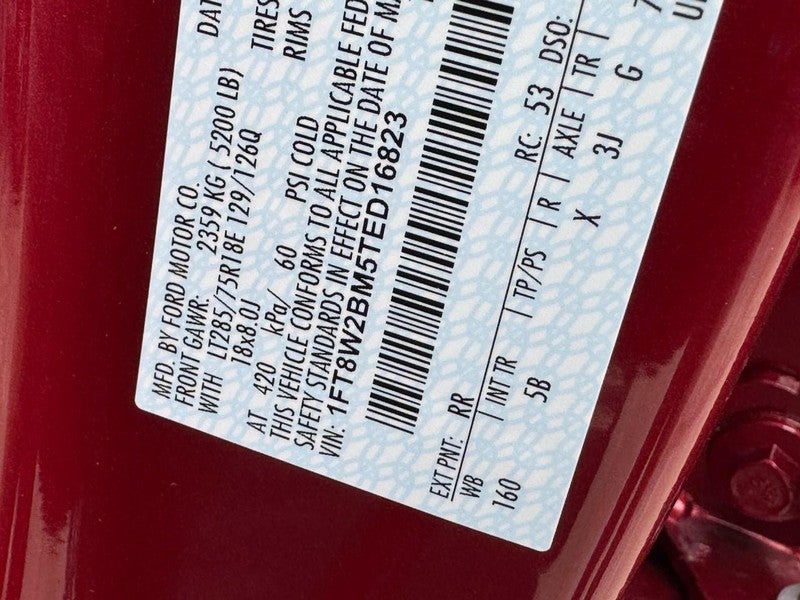 MFD. BY FORD MOTOR CO.
DAT
FRONT GAWR: 2359 KG ( 5200 LB)
WITH LT285/75R18E 129/126Q TIRES
18x8.0J RIMS
AT 420 kPa/ 60 PSI COLD
THIS VEHICLE CONFORMS TO ALL APPLICABLE FED
SAFETY STANDARDS IN EFFECT ON THE DATE OF MA
VIN: 1FT8W2BM5TED16823
EXT PNT: RR RC: 53 DSO:
WB | INT TR | TP/PS | R | AXLE | TR |
160 5B X 3J G 7